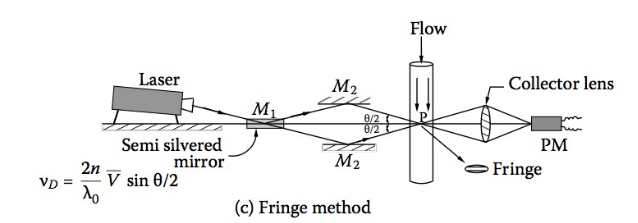 Flow
Laser
M₂
Collector lens
M₁
θ/2
θ/2
P
Semi silvered
mirror
M₂
PM
Fringe
ν_D = 2n/λ₀ V̅ sin θ/2
(c) Fringe method